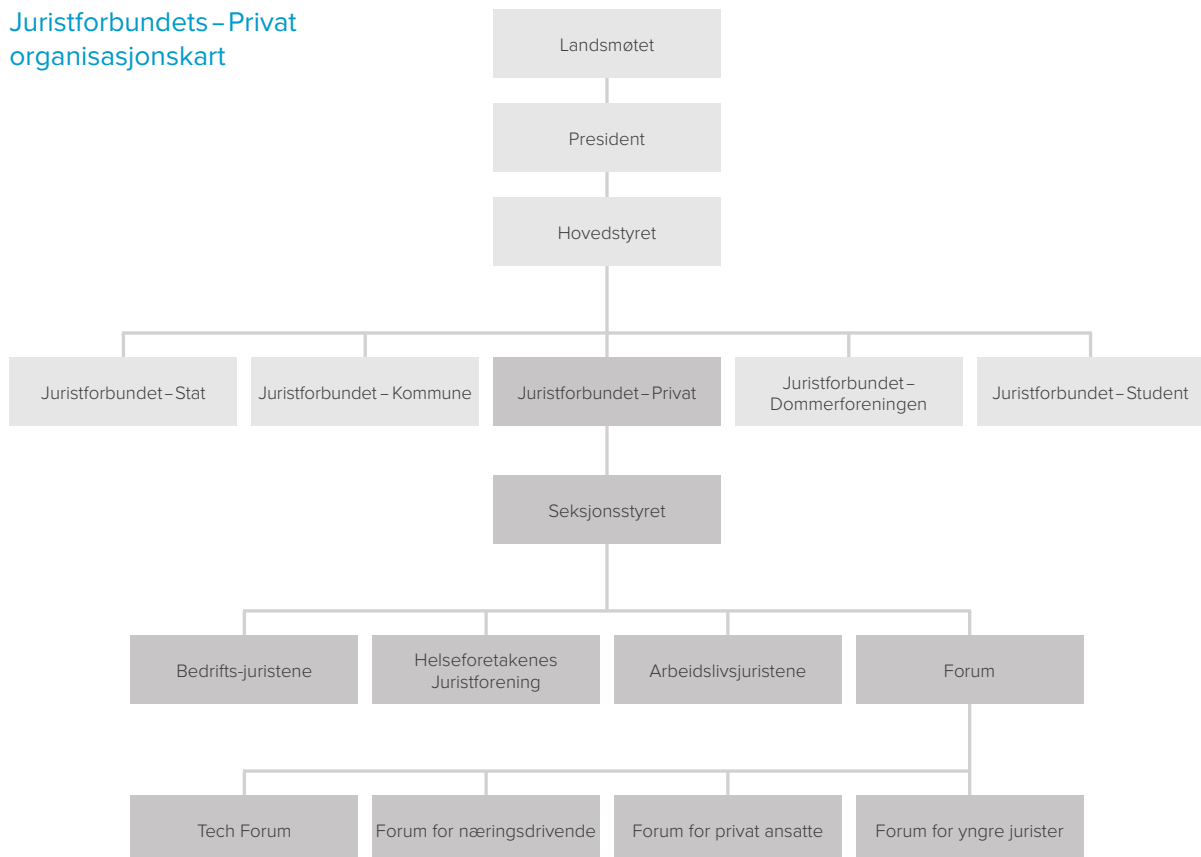 Juristforbundets – Privat
organisasjonskart
Landsmøtet
President
Hovedstyret
Juristforbundet – Stat
Juristforbundet – Kommune
Juristforbundet – Privat
Juristforbundet –
Dommerforeningen
Juristforbundet – Student
Seksjonsstyret
Bedrifts-juristene
Helseforetakenes
Juristforening
Arbeidslivsjuristene
Forum
Tech Forum
Forum for næringsdrivende
Forum for privat ansatte
Forum for yngre jurister